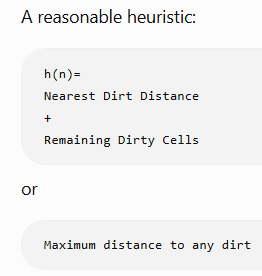 A reasonable heuristic:
h(n)=
Nearest Dirt Distance
+
Remaining Dirty Cells
or
Maximum distance to any dirt